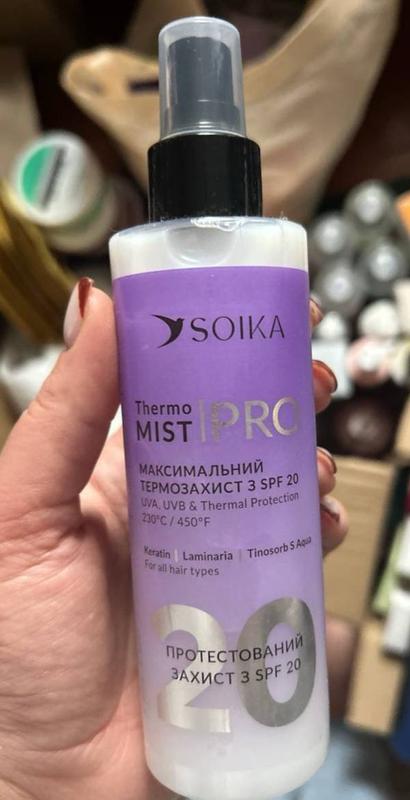 SOIKA
Thermo
MIST | PRO
МАКСИМАЛЬНИЙ
ТЕРМОЗАХИСТ З SPF 20
UVA, UVB & Thermal Protection
230°C / 450°F
Keratin | Laminaria | Tinosorb S Aqua
For all hair types
20
ПРОТЕСТОВАНИЙ
ЗАХИСТ З SPF 20